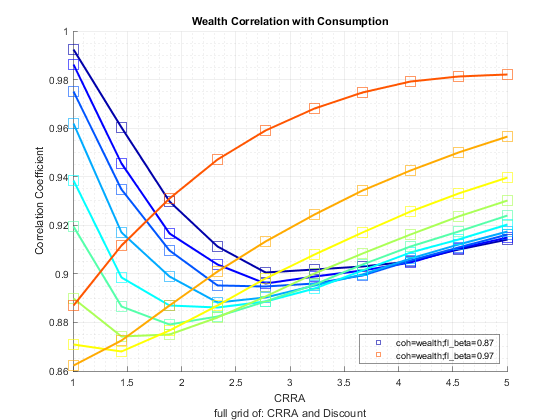 Wealth Correlation with Consumption
1
0.98
0.96
0.94
0.92
0.9
0.88
0.86
Correlation Coefficient
coh=wealth;fl_beta=0.87
coh=wealth;fl_beta=0.97
1 1.5 2 2.5 3 3.5 4 4.5 5
CRRA
full grid of: CRRA and Discount